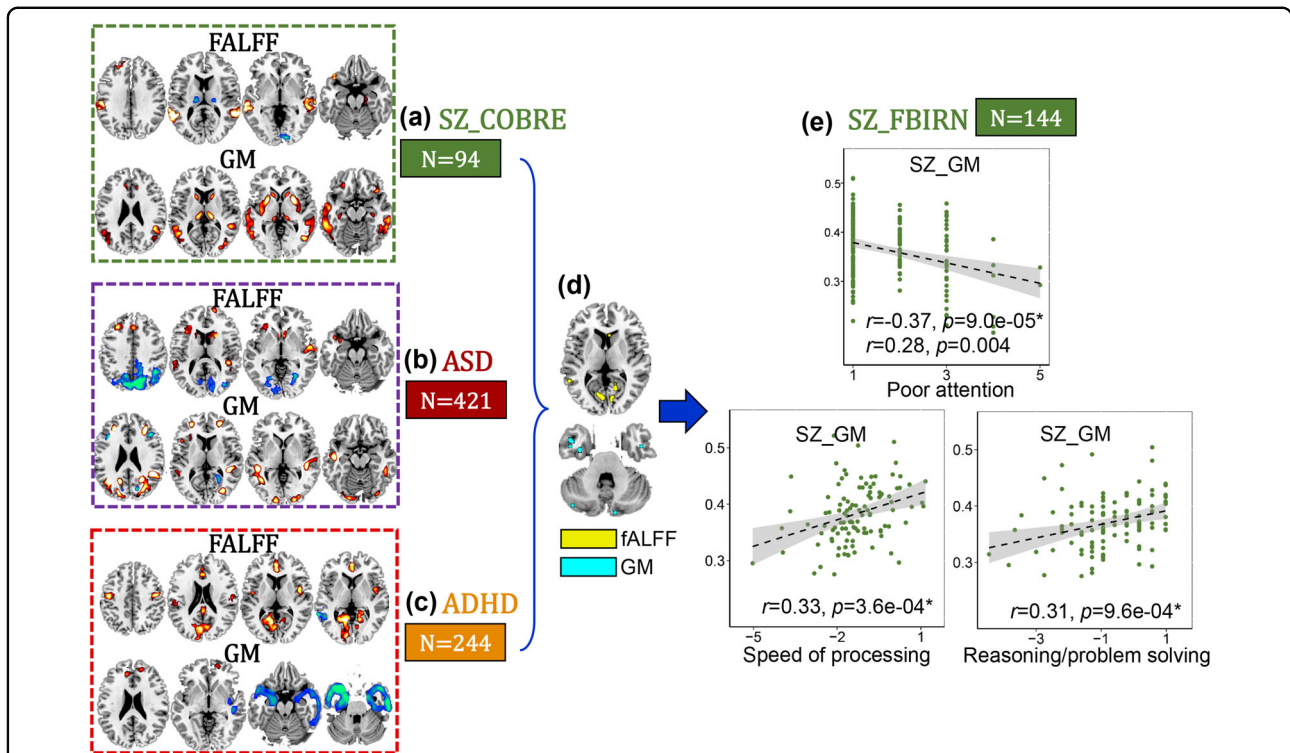 FALFF
GM
(a) SZ_COBRE
N=94
FALFF
GM
(b) ASD
N=421
FALFF
GM
(c) ADHD
N=244
(d)
fALFF
GM
(e) SZ_FBIRN N=144
SZ_GM
0.5
0.4
0.3
r=-0.37, p=9.0e-05*
r=0.28, p=0.004
1 3 5
Poor attention
SZ_GM
0.5
0.4
0.3
r=0.33, p=3.6e-04*
−5 −2 1
Speed of processing
SZ_GM
0.5
0.4
0.3
r=0.31, p=9.6e-04*
−3 −1 1
Reasoning/problem solving